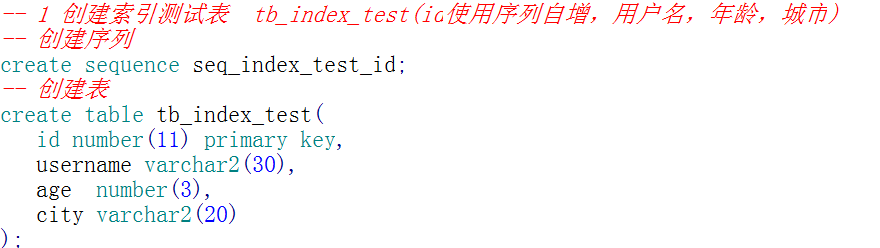 -- 1 创建索引测试表  tb_index_test(id使用序列自增，用户名，年龄，城市)
-- 创建序列
create sequence seq_index_test_id;
-- 创建表
create table tb_index_test(
   id number(11) primary key,
   username varchar2(30),
   age  number(3),
   city varchar2(20)
);